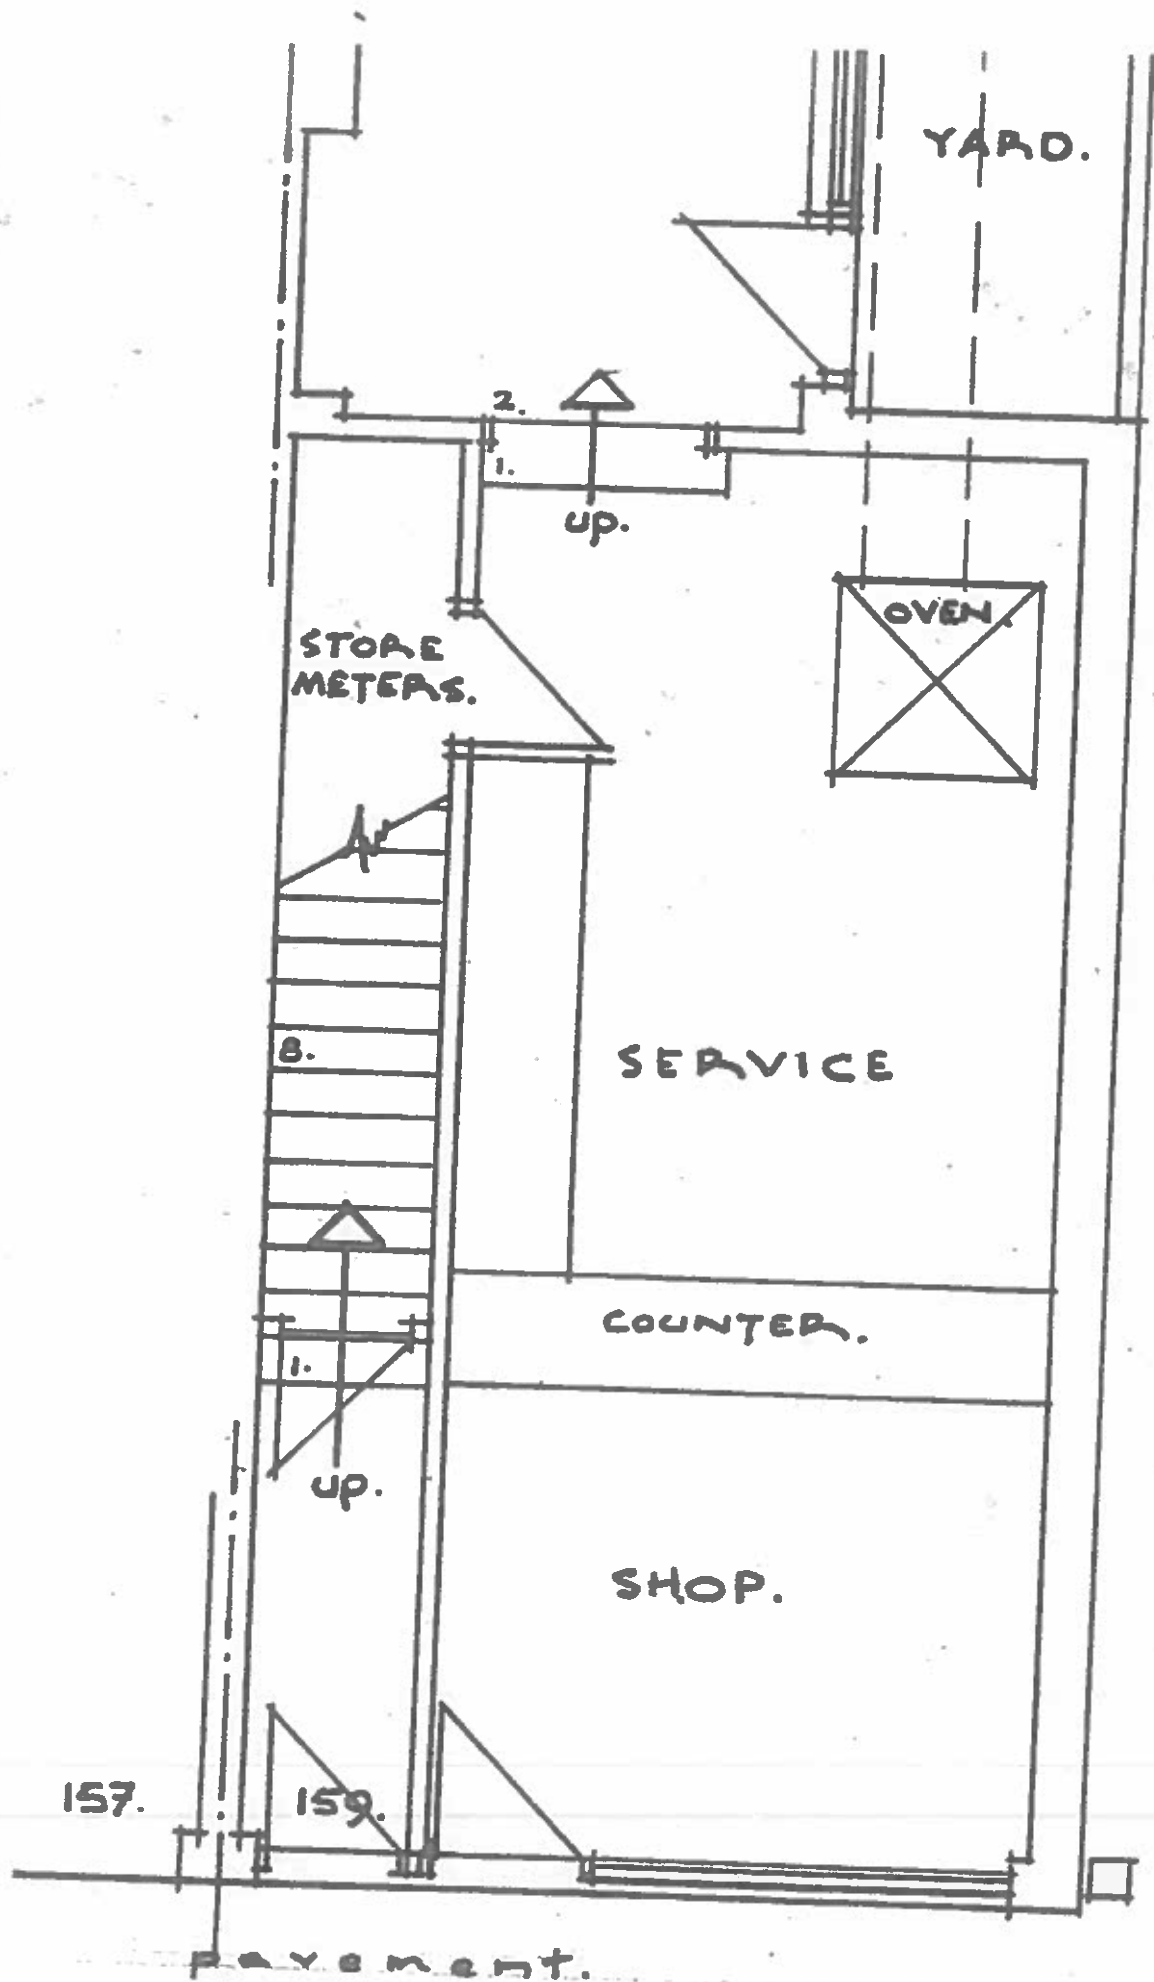 YARD.
2.
1.
up.
OVEN.
STORE
METERS.
8.
SERVICE
COUNTER.
1.
up.
SHOP.
157.
159.
pavement.